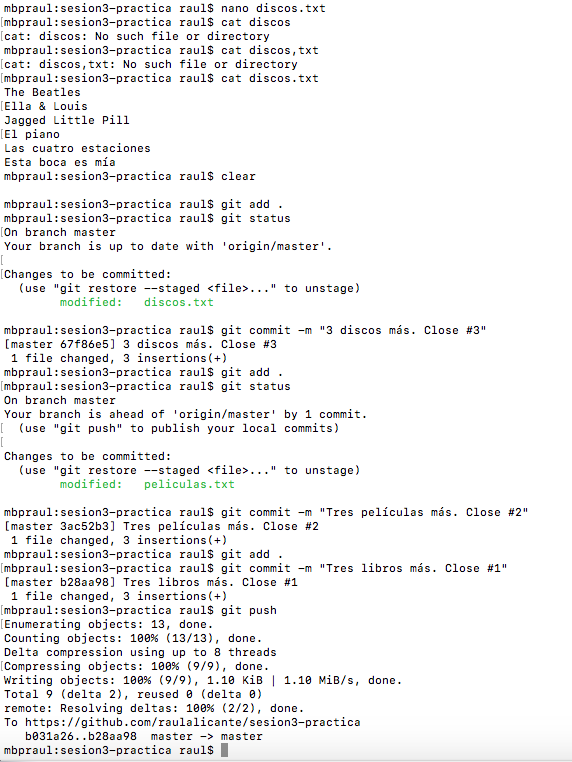 mbpraul:sesion3-practica raul$ nano discos.txt
mbpraul:sesion3-practica raul$ cat discos
cat: discos: No such file or directory
mbpraul:sesion3-practica raul$ cat discos,txt
cat: discos,txt: No such file or directory
mbpraul:sesion3-practica raul$ cat discos.txt
The Beatles
Ella & Louis
Jagged Little Pill
El piano
Las cuatro estaciones
Esta boca es mía
mbpraul:sesion3-practica raul$ clear
mbpraul:sesion3-practica raul$ git add .
mbpraul:sesion3-practica raul$ git status
On branch master
Your branch is up to date with 'origin/master'.
Changes to be committed:
(use "git restore --staged <file>..." to unstage)
modified:   discos.txt
mbpraul:sesion3-practica raul$ git commit -m "3 discos más. Close #3"
[master 67f86e5] 3 discos más. Close #3
1 file changed, 3 insertions(+)
mbpraul:sesion3-practica raul$ git add .
mbpraul:sesion3-practica raul$ git status
On branch master
Your branch is ahead of 'origin/master' by 1 commit.
(use "git push" to publish your local commits)
Changes to be committed:
(use "git restore --staged <file>..." to unstage)
modified:   peliculas.txt
mbpraul:sesion3-practica raul$ git commit -m "Tres películas más. Close #2"
[master 3ac52b3] Tres películas más. Close #2
1 file changed, 3 insertions(+)
mbpraul:sesion3-practica raul$ git add .
mbpraul:sesion3-practica raul$ git commit -m "Tres libros más. Close #1"
[master b28aa98] Tres libros más. Close #1
1 file changed, 3 insertions(+)
mbpraul:sesion3-practica raul$ git push
Enumerating objects: 13, done.
Counting objects: 100% (13/13), done.
Delta compression using up to 8 threads
Compressing objects: 100% (9/9), done.
Writing objects: 100% (9/9), 1.10 KiB | 1.10 MiB/s, done.
Total 9 (delta 2), reused 0 (delta 0)
remote: Resolving deltas: 100% (2/2), done.
To https://github.com/raulalicante/sesion3-practica
b031a26..b28aa98  master -> master
mbpraul:sesion3-practica raul$